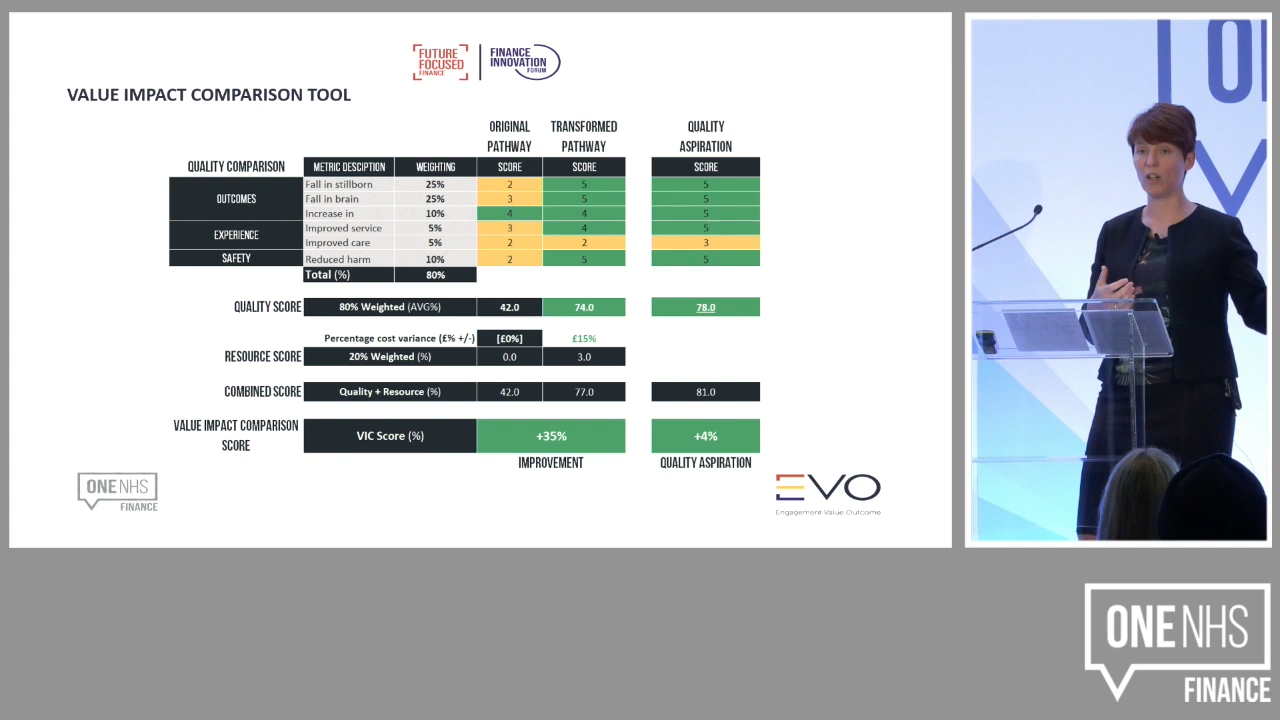 FUTURE
FOCUSED
FINANCE
FINANCE
INNOVATION
FORUM
VALUE IMPACT COMPARISON TOOL
ORIGINAL PATHWAY
TRANSFORMED PATHWAY
QUALITY ASPIRATION
QUALITY COMPARISON METRIC DESCIPTION WEIGHTING SCORE SCORE SCORE
OUTCOMES
Fall in stillborn 25% 2 5 5
Fall in brain 25% 3 5 5
Increase in 10% 4 4 5
EXPERIENCE
Improved service 5% 3 4 5
Improved care 5% 2 2 3
SAFETY Reduced harm 10% 2 5 5
Total (%) 80%
QUALITY SCORE 80% Weighted (AVG%) 42.0 74.0 78.0
Percentage cost variance (£% +/-) [£0%] £15%
RESOURCE SCORE 20% Weighted (%) 0.0 3.0
COMBINED SCORE Quality + Resource (%) 42.0 77.0 81.0
VALUE IMPACT COMPARISON SCORE VIC Score (%) +35% +4%
IMPROVEMENT QUALITY ASPIRATION
ONE NHS
FINANCE
EVO
Engagement Value Outcome
ONE NHS
FINANCE